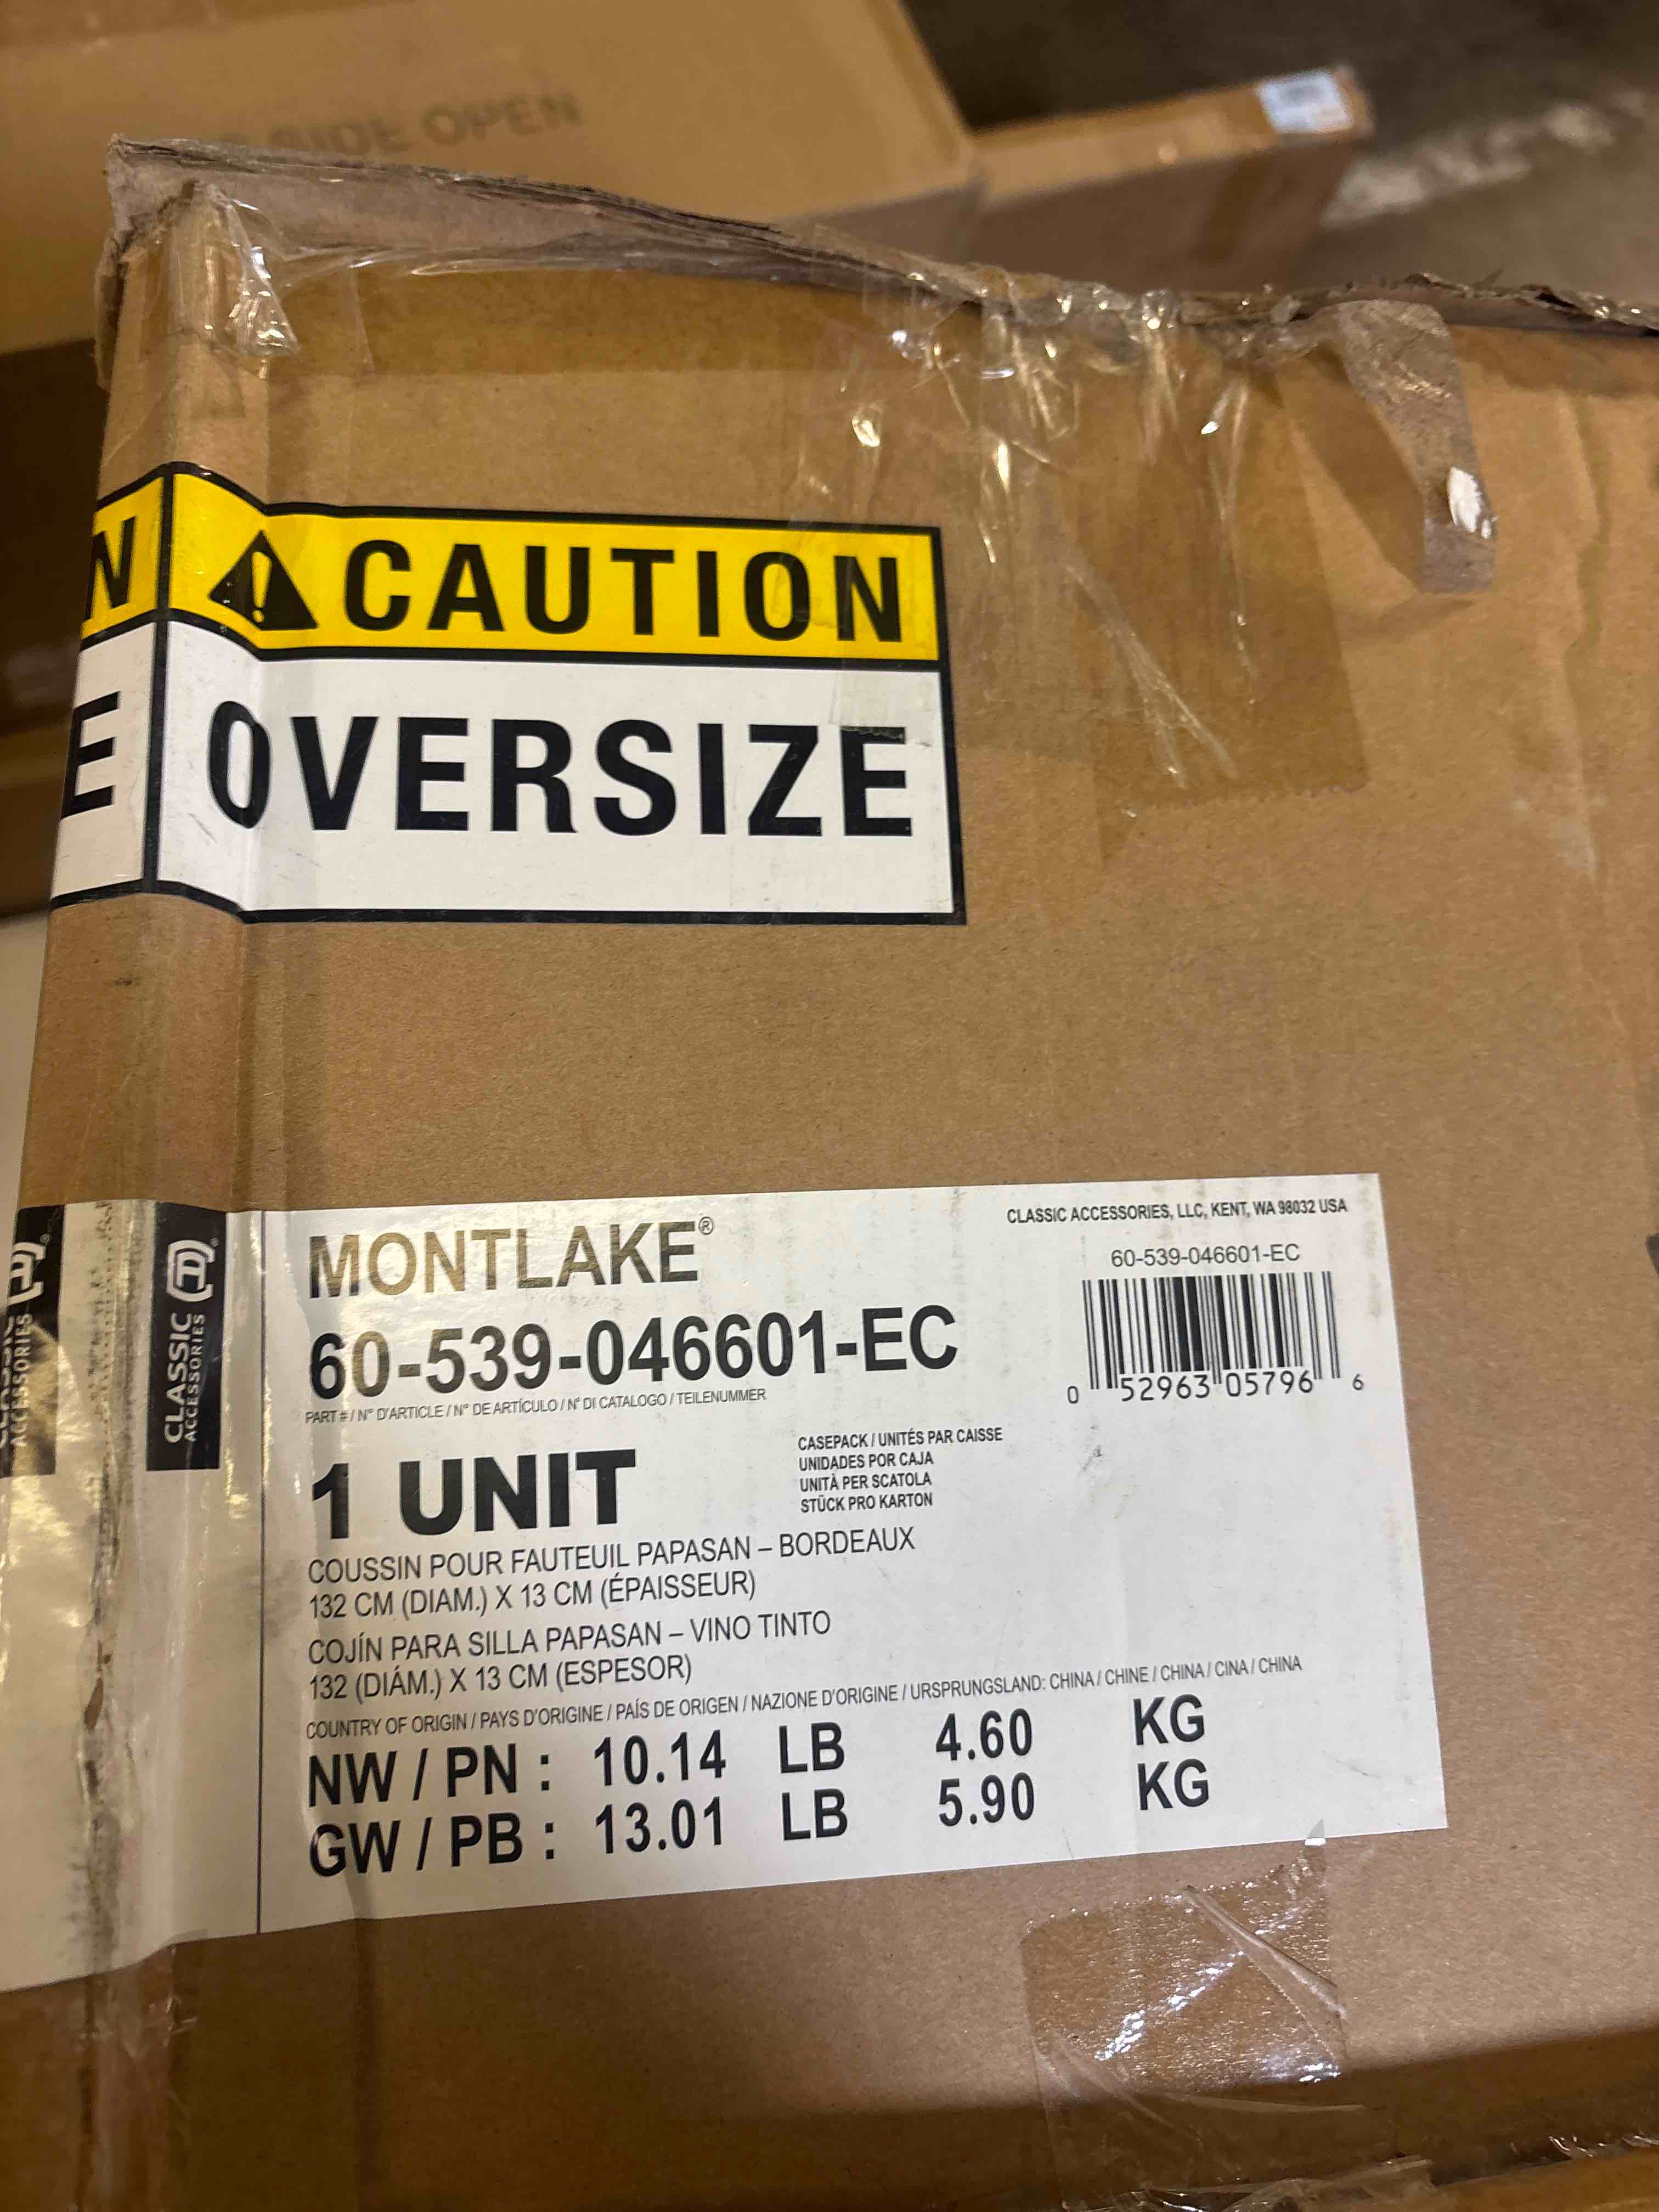 SIDE OPEN
N
CAUTION
E
OVERSIZE
CLASSIC ACCESSORIES, LLC, KENT, WA 98032 USA
MONTLAKE®
60-539-046601-EC
60-539-046601-EC
PART # / N° D'ARTICLE / N° DE ARTÍCULO / N° DI CATALOGO / TEILENUMMER
0 52963 05796 6
CLASSIC
ACCESSORIES
ACCESSORIES
1 UNIT
CASEPACK / UNITÉS PAR CAISSE
UNIDADES POR CAJA
UNITÀ PER SCATOLA
STÜCK PRO KARTON
COUSSIN POUR FAUTEUIL PAPASAN – BORDEAUX
132 CM (DIAM.) X 13 CM (ÉPAISSEUR)
COJÍN PARA SILLA PAPASAN – VINO TINTO
132 (DIÁM.) X 13 CM (ESPESOR)
COUNTRY OF ORIGIN / PAYS D'ORIGINE / PAÍS DE ORIGEN / NAZIONE D'ORIGINE / URSPRUNGSLAND: CHINA / CHINE / CHINA / CINA / CHINA
NW / PN : 10.14 LB 4.60 KG
GW / PB : 13.01 LB 5.90 KG